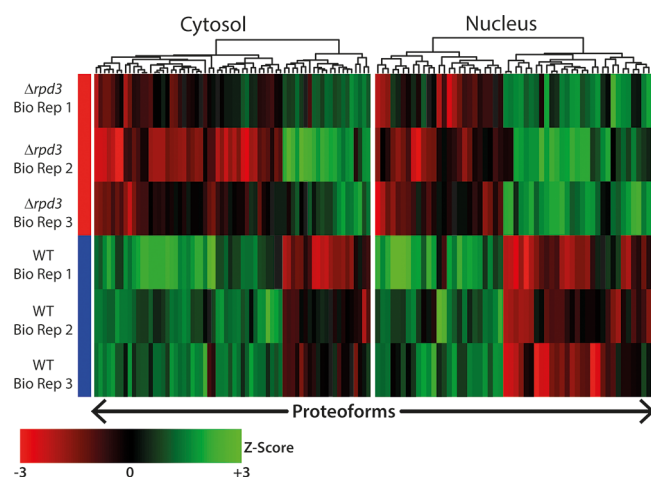 Cytosol
Nucleus
Δrpd3
Bio Rep 1
Δrpd3
Bio Rep 2
Δrpd3
Bio Rep 3
WT
Bio Rep 1
WT
Bio Rep 2
WT
Bio Rep 3
Proteoforms
Z-Score
-3
0
+3